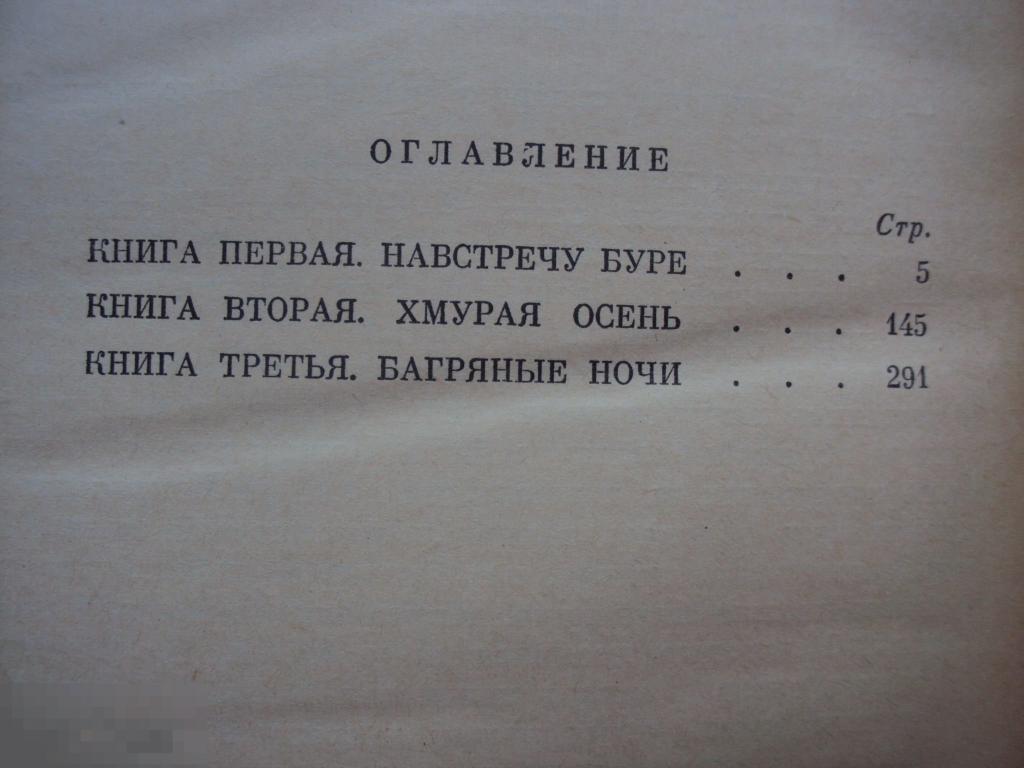 ОГЛАВЛЕНИЕ
Стр.
КНИГА ПЕРВАЯ. НАВСТРЕЧУ БУРЕ . . . 5
КНИГА ВТОРАЯ. ХМУРАЯ ОСЕНЬ . . . 145
КНИГА ТРЕТЬЯ. БАГРЯНЫЕ НОЧИ . . . 291